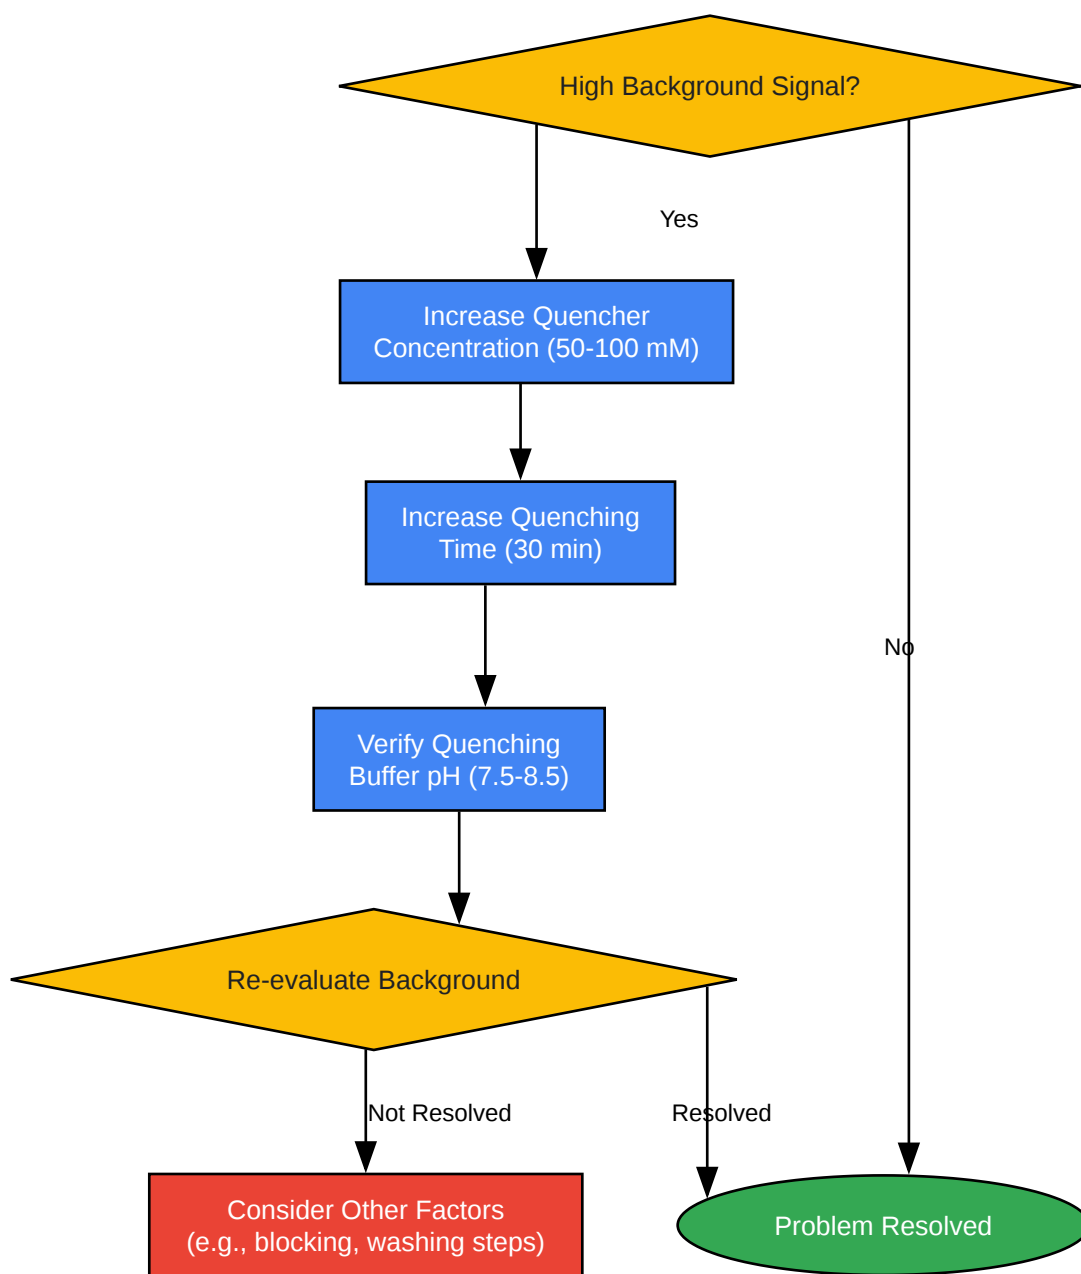 High Background Signal?
Yes
Increase Quencher
Concentration (50-100 mM)
Increase Quenching
Time (30 min)
No
Verify Quenching
Buffer pH (7.5-8.5)
Re-evaluate Background
Not Resolved
Resolved
Consider Other Factors
(e.g., blocking, washing steps)
Problem Resolved